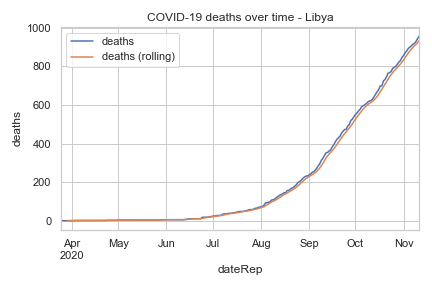 COVID-19 deaths over time - Libya
deaths
deaths (rolling)
1000
800
600
400
200
0
deaths
Apr May Jun Jul Aug Sep Oct Nov
2020
dateRep